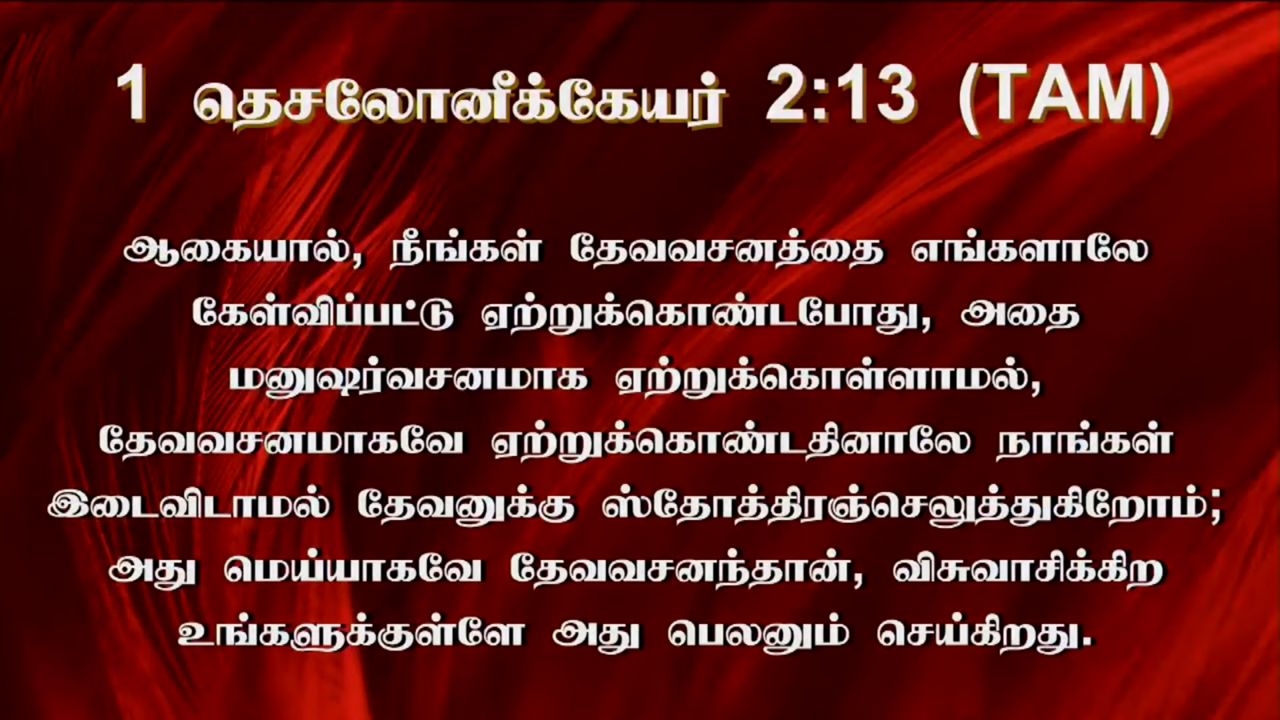 1 தெசலோனீக்கேயர் 2:13 (TAM)
ஆகையால், நீங்கள் தேவவசனத்தை எங்களாலே
கேள்விப்பட்டு ஏற்றுக்கொண்டபோது, அதை
மனுஷர்வசனமாக ஏற்றுக்கொள்ளாமல்,
தேவவசனமாகவே ஏற்றுக்கொண்டதினாலே நாங்கள்
இடைவிடாமல் தேவனுக்கு ஸ்தோத்திரஞ்செலுத்துகிறோம்;
அது மெய்யாகவே தேவவசனந்தான், விசுவாசிக்கிற
உங்களுக்குள்ளே அது பெலனும் செய்கிறது.